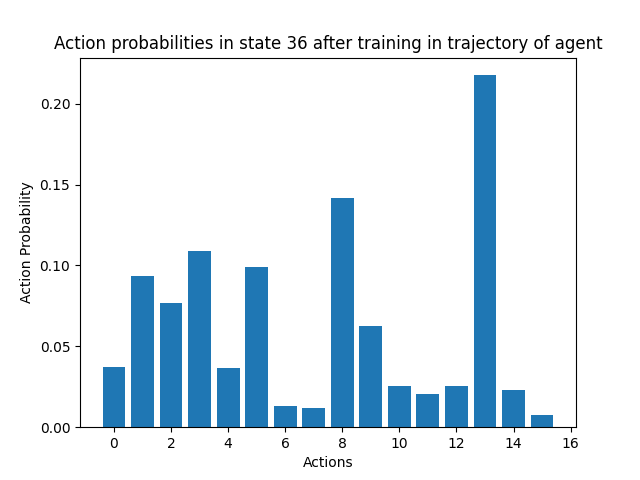 Action probabilities in state 36 after training in trajectory of agent
Action Probability
0.20
0.15
0.10
0.05
0.00
0 2 4 6 8 10 12 14 16
Actions